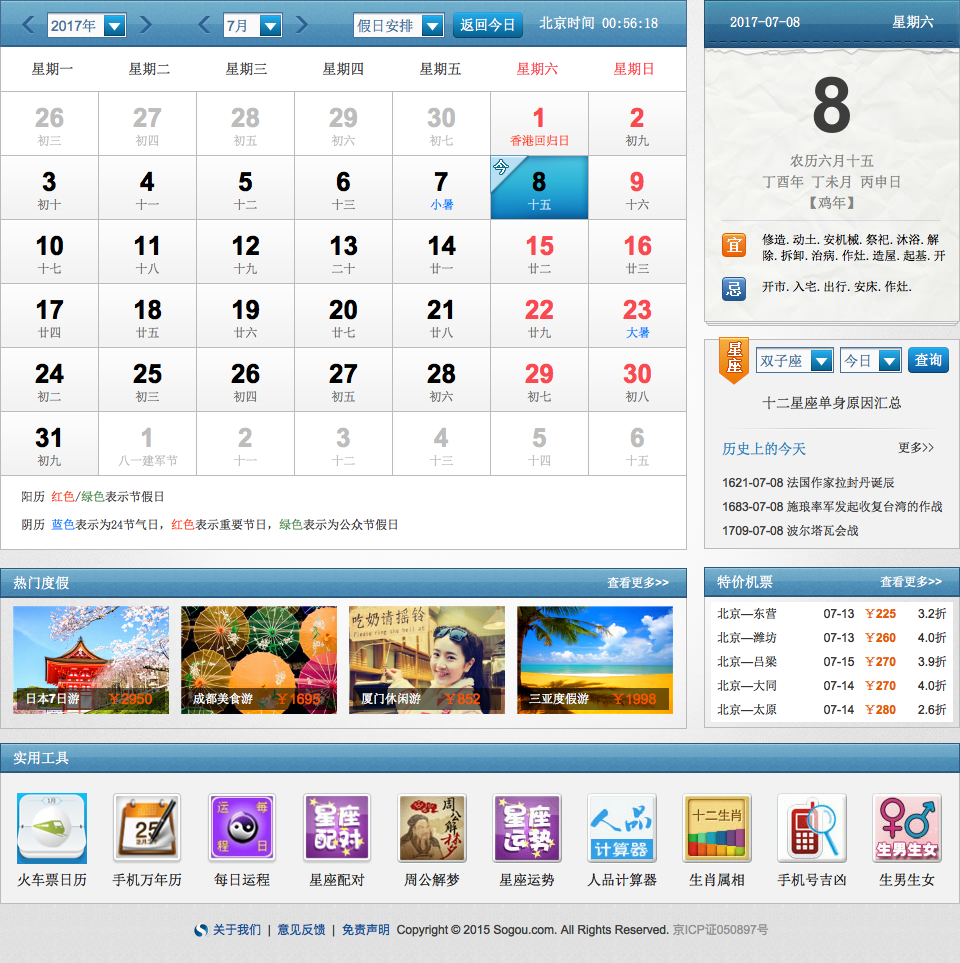 2017年 7月 假日安排 返回今日 北京时间 00:56:18
星期一 星期二 星期三 星期四 星期五 星期六 星期日
26 27 28 29 30 1 2
初三 初四 初五 初六 初七 香港回归日 初九
今
3 4 5 6 7 8 9
初十 十一 十二 十三 小暑 十五 十六
10 11 12 13 14 15 16
十七 十八 十九 二十 廿一 廿二 廿三
17 18 19 20 21 22 23
廿四 廿五 廿六 廿七 廿八 廿九 大暑
24 25 26 27 28 29 30
初二 初三 初四 初五 初六 初七 初八
31 1 2 3 4 5 6
初九 八一建军节 十一 十二 十三 十四 十五
阳历 红色/绿色表示节假日
阴历 蓝色表示为24节气日，红色表示重要节日，绿色表示为公众节假日
2017-07-08 星期六
8
农历六月十五
丁酉年 丁未月 丙申日
【鸡年】
宜 修造. 动土. 安机械. 祭祀. 沐浴. 解
除. 拆卸. 治病. 作灶. 造屋. 起基. 开
忌 开市. 入宅. 出行. 安床. 作灶.
星座 双子座 今日 查询
十二星座单身原因汇总
历史上的今天 更多>>
1621-07-08 法国作家拉封丹诞辰
1683-07-08 施琅率军发起收复台湾的作战
1709-07-08 波尔塔瓦会战
热门度假 查看更多>>
吃奶请摇铃
Please ring the bell at
日本7日游 ￥2950 成都美食游 ￥1695 厦门休闲游 ￥852 三亚度假游 ￥1998
特价机票 查看更多>>
北京—东营 07-13 ￥225 3.2折
北京—潍坊 07-13 ￥260 4.0折
北京—吕梁 07-15 ￥270 3.9折
北京—大同 07-14 ￥270 4.0折
北京—太原 07-14 ￥280 2.6折
实用工具
1月
25
运程 每日
星座配对
周公解梦
星座运势
人品计算器
十二生肖
生男生女
火车票日历 手机万年历 每日运程 星座配对 周公解梦 星座运势 人品计算器 生肖属相 手机号吉凶 生男生女
关于我们 | 意见反馈 | 免责声明 Copyright © 2015 Sogou.com. All Rights Reserved. 京ICP证050897号